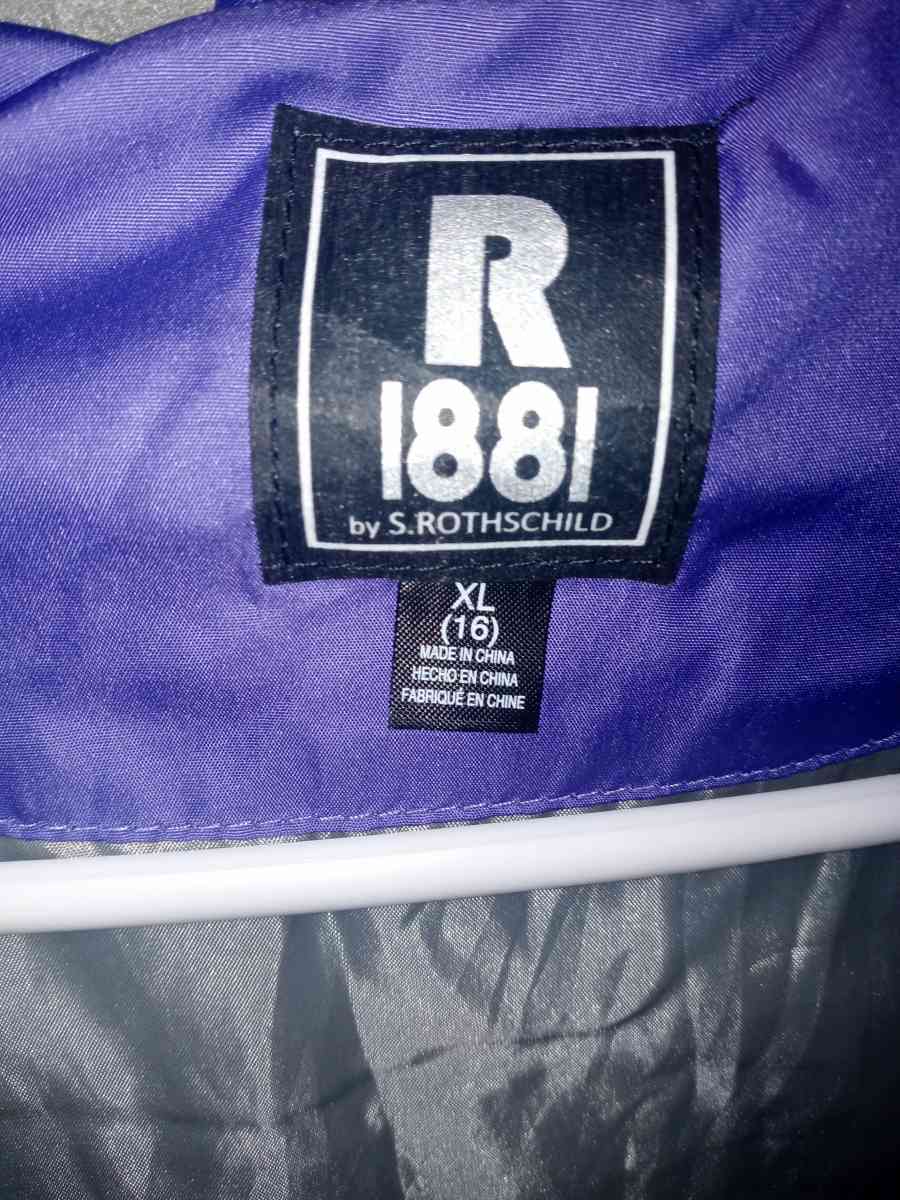 R
1881
by S.ROTHSCHILD
XL
(16)
MADE IN CHINA
HECHO EN CHINA
FABRIQUÉ EN CHINE